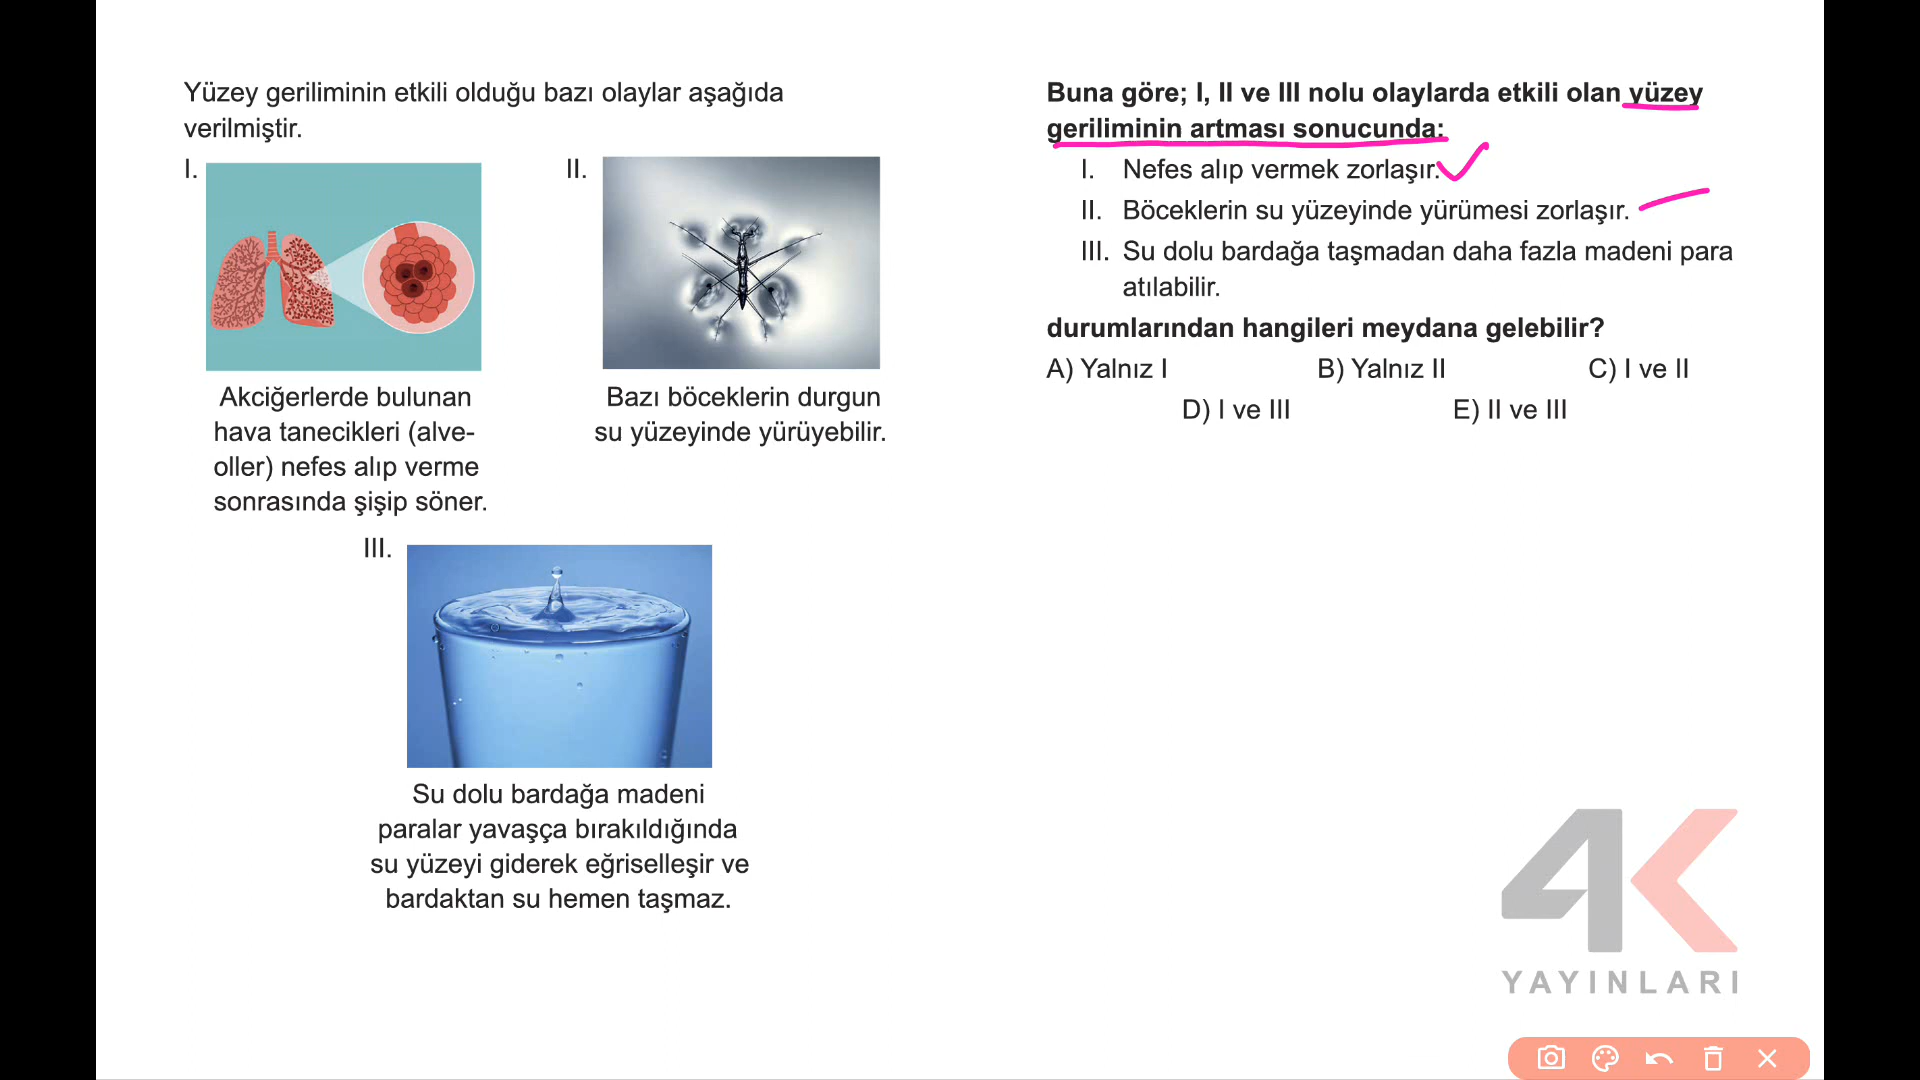 Yüzey geriliminin etkili olduğu bazı olaylar aşağıda
verilmiştir.
I.
II.
Akciğerlerde bulunan
hava tanecikleri (alve-
oller) nefes alıp verme
sonrasında şişip söner.
Bazı böceklerin durgun
su yüzeyinde yürüyebilir.
III.
Su dolu bardağa madeni
paralar yavaşça bırakıldığında
su yüzeyi giderek eğriselleşir ve
bardaktan su hemen taşmaz.
Buna göre; I, II ve III nolu olaylarda etkili olan yüzey
geriliminin artması sonucunda:
I. Nefes alıp vermek zorlaşır.
II. Böceklerin su yüzeyinde yürümesi zorlaşır.
III. Su dolu bardağa taşmadan daha fazla madeni para
atılabilir.
durumlarından hangileri meydana gelebilir?
A) Yalnız I B) Yalnız II C) I ve II
D) I ve III E) II ve III
4K
YAYINLARI